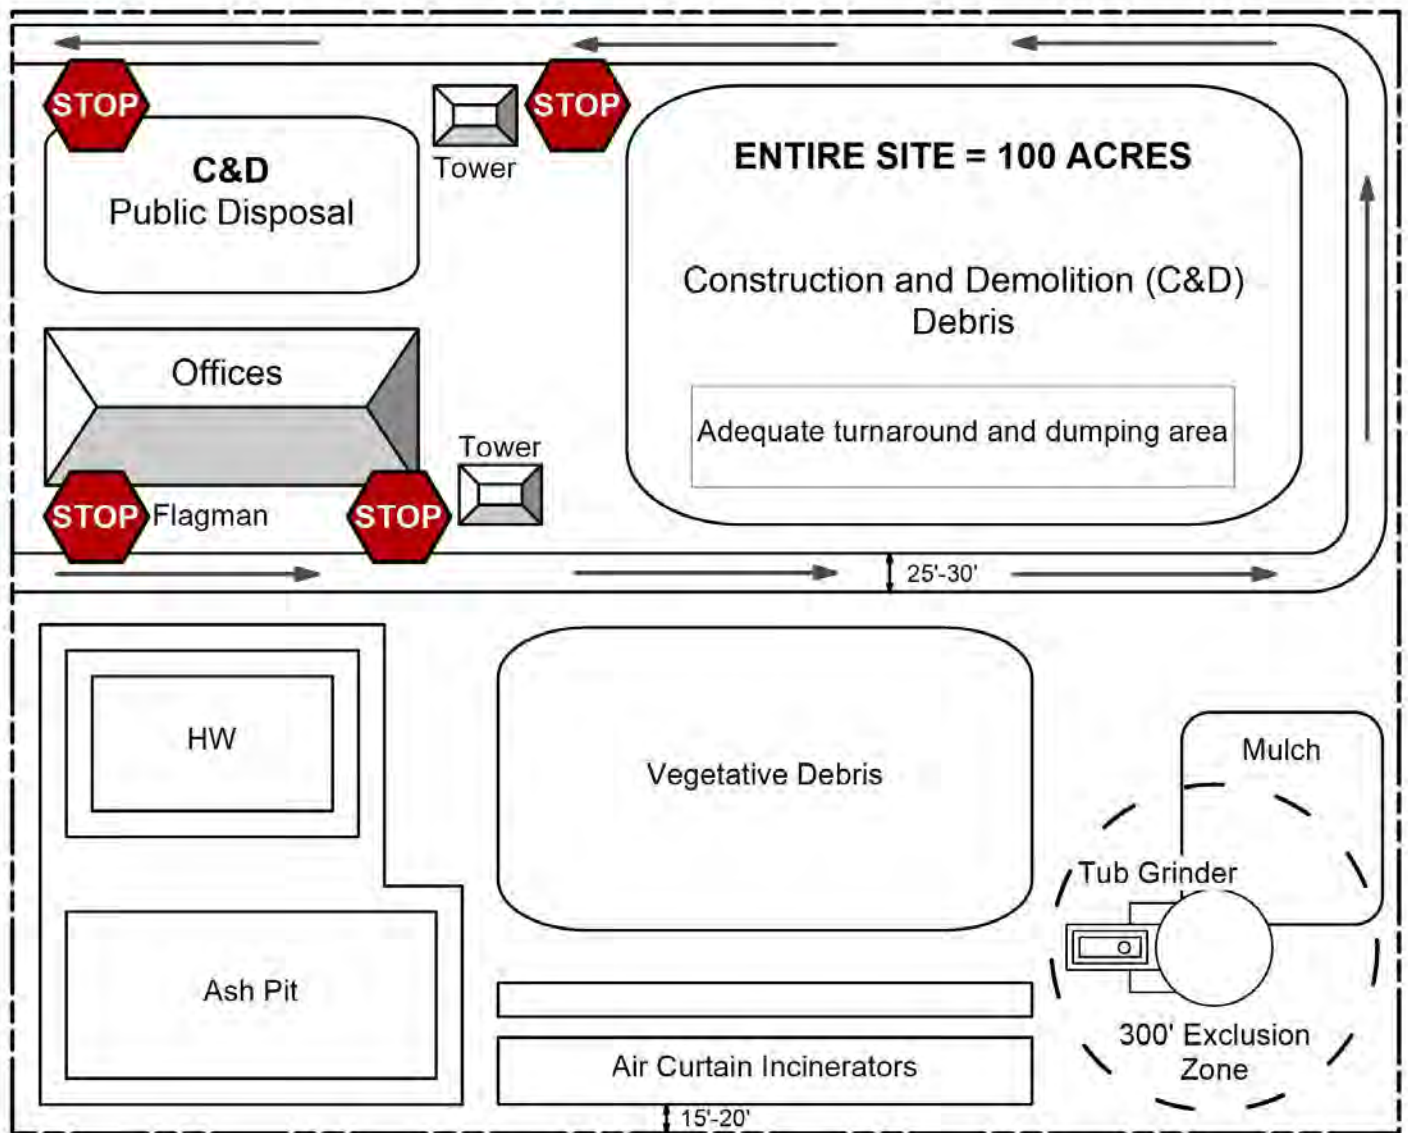 STOP
STOP
C&D
Public Disposal
Tower
ENTIRE SITE = 100 ACRES
Construction and Demolition (C&D)
Debris
Adequate turnaround and dumping area
Offices
Tower
STOP
Flagman
STOP
25'-30'
HW
Vegetative Debris
Mulch
Tub Grinder
Ash Pit
300' Exclusion
Zone
Air Curtain Incinerators
15'-20'